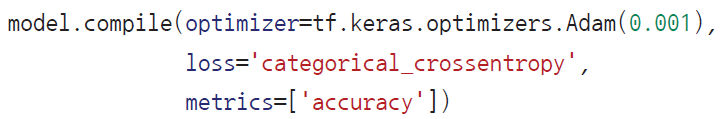 model.compile(optimizer=tf.keras.optimizers.Adam(0.001),
              loss='categorical_crossentropy',
              metrics=['accuracy'])